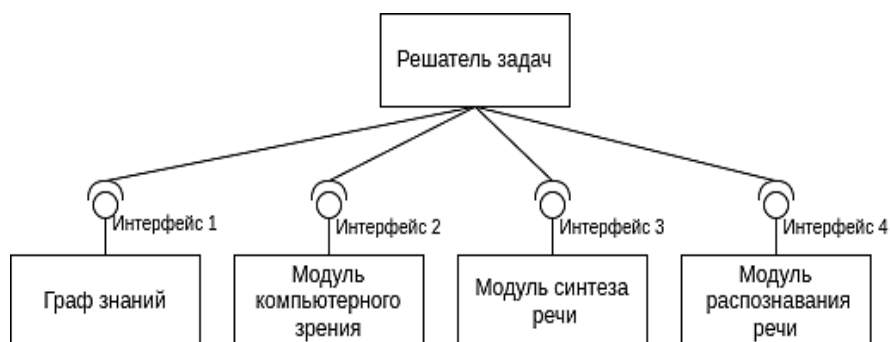 Решатель задач
Интерфейс 1
Интерфейс 2
Интерфейс 3
Интерфейс 4
Граф знаний
Модуль
компьютерного
зрения
Модуль синтеза
речи
Модуль
распознавания
речи